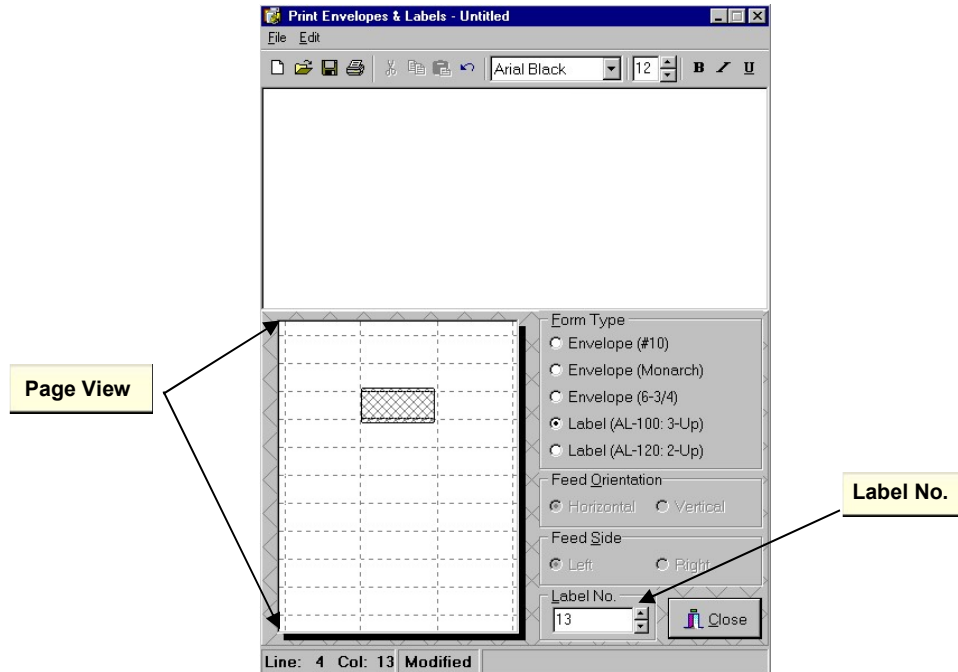 Print Envelopes & Labels - Untitled
File Edit
Arial Black 12 B I U
Page View
Form Type
Envelope (#10)
Envelope (Monarch)
Envelope (6-3/4)
Label (AL-100: 3-Up)
Label (AL-120: 2-Up)
Feed Orientation
Horizontal Vertical
Feed Side
Left Right
Label No.
Label No.
13
Close
Line: 4 Col: 13 Modified